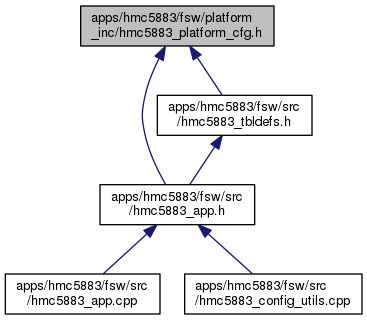 apps/hmc5883/fsw/platform
_inc/hmc5883_platform_cfg.h
apps/hmc5883/fsw/src
/hmc5883_tbldefs.h
apps/hmc5883/fsw/src
/hmc5883_app.h
apps/hmc5883/fsw/src
/hmc5883_app.cpp
apps/hmc5883/fsw/src
/hmc5883_config_utils.cpp